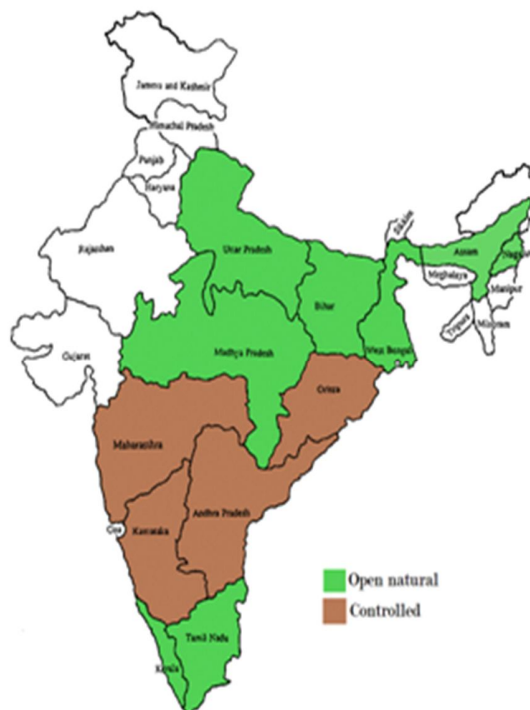 Jammu and Kashmir
Himachal Pradesh
Punjab
Haryana
Rajasthan
Uttar Pradesh
Sikkim
Assam
Meghalaya
Manipur
Tripura
Mizoram
Bihar
West Bengal
Gujarat
Madhya Pradesh
Orissa
Maharashtra
Andhra Pradesh
Goa
Karnataka
Open natural
Controlled
Tamil Nadu
Kerala